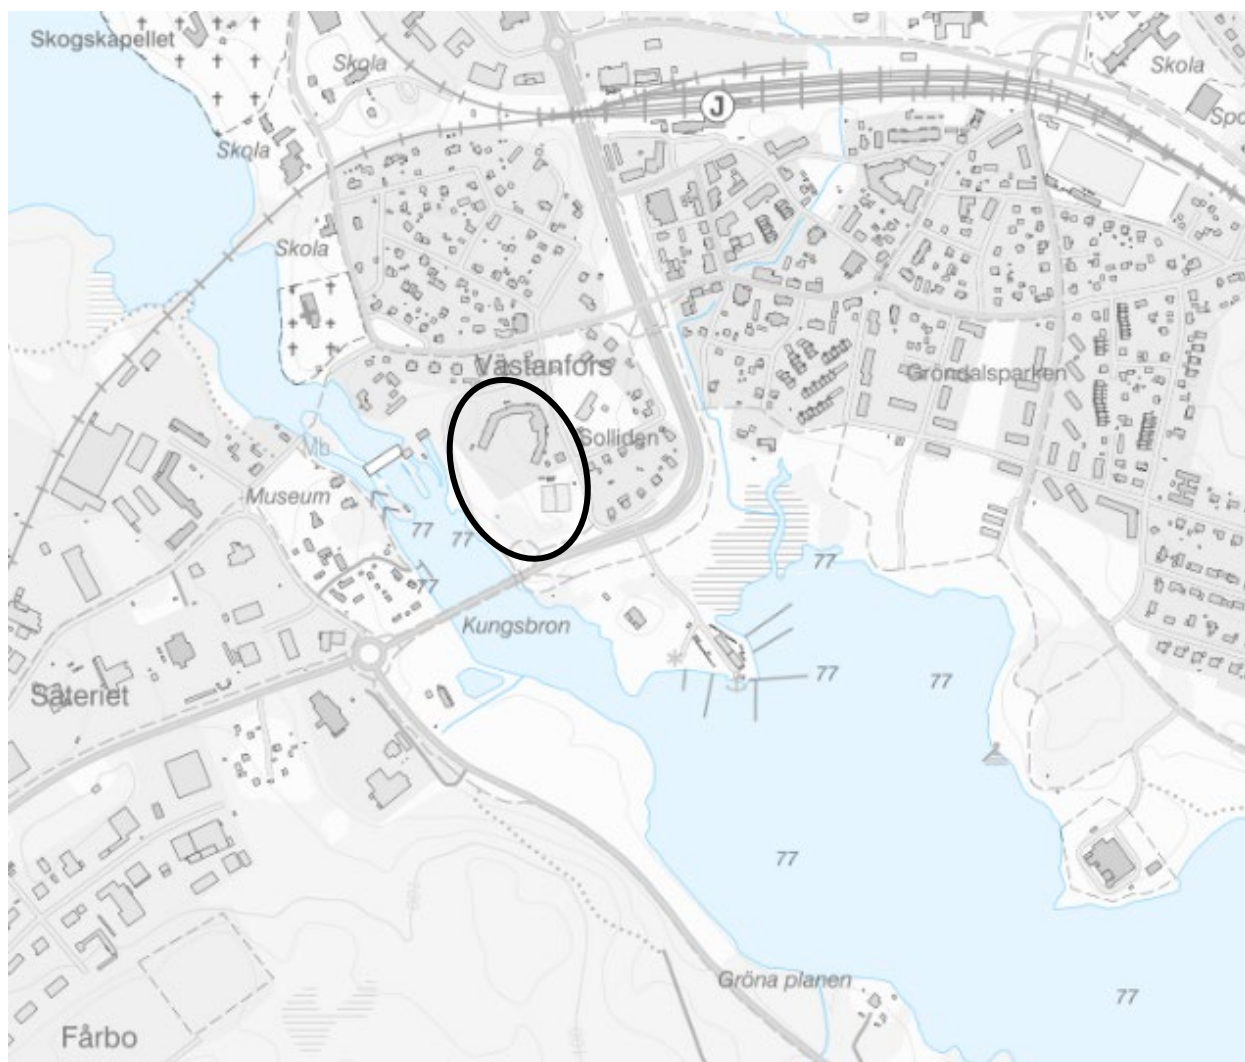 Skogskapellet
Skola
Skola
J
Spo
Skola
Skola
Västanfors
Gröndalsparken
Solliden
Mb
Museum
77
77
77
77
Kungsbron
77
77
Säteriet
77
Gröna planen
77
Fårbo